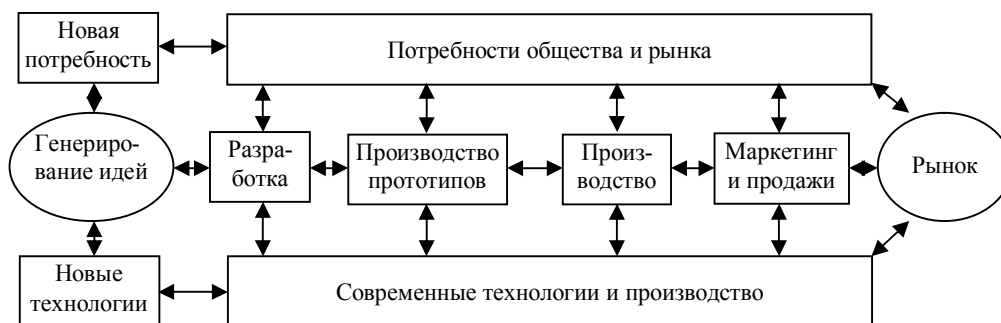 Новая
потребность
Потребности общества и рынка
Генерирo-
вание идей
Разра-
ботка
Производство
прототипов
Произ-
водство
Маркетинг
и продажи
Рынок
Новые
технологии
Современные технологии и производство